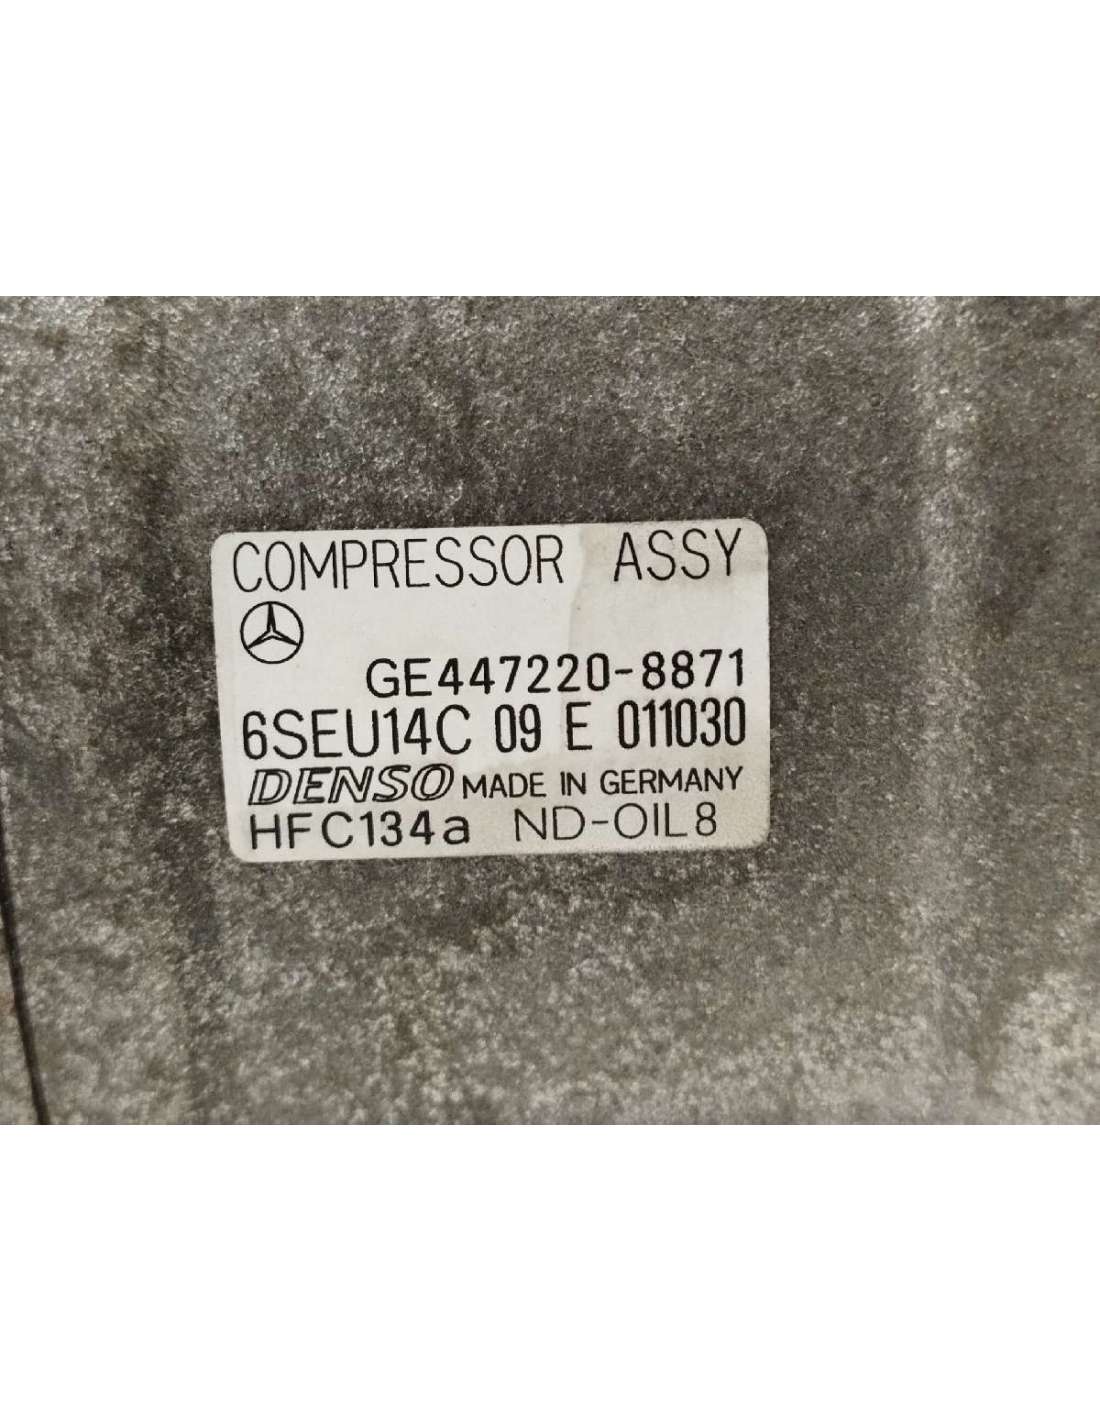 COMPRESSOR ASSY
GE447220-8871
6SEU14C 09 E 011030
DENSO MADE IN GERMANY
HFC134a ND-OIL8